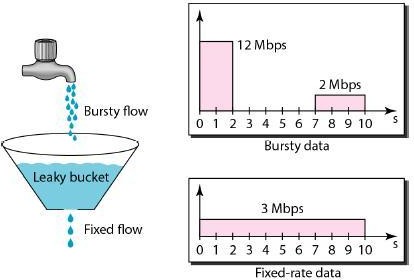 Bursty flow
Leaky bucket
Fixed flow
12 Mbps
2 Mbps
0 1 2 3 4 5 6 7 8 9 10 s
Bursty data
3 Mbps
0 1 2 3 4 5 6 7 8 9 10 s
Fixed-rate data